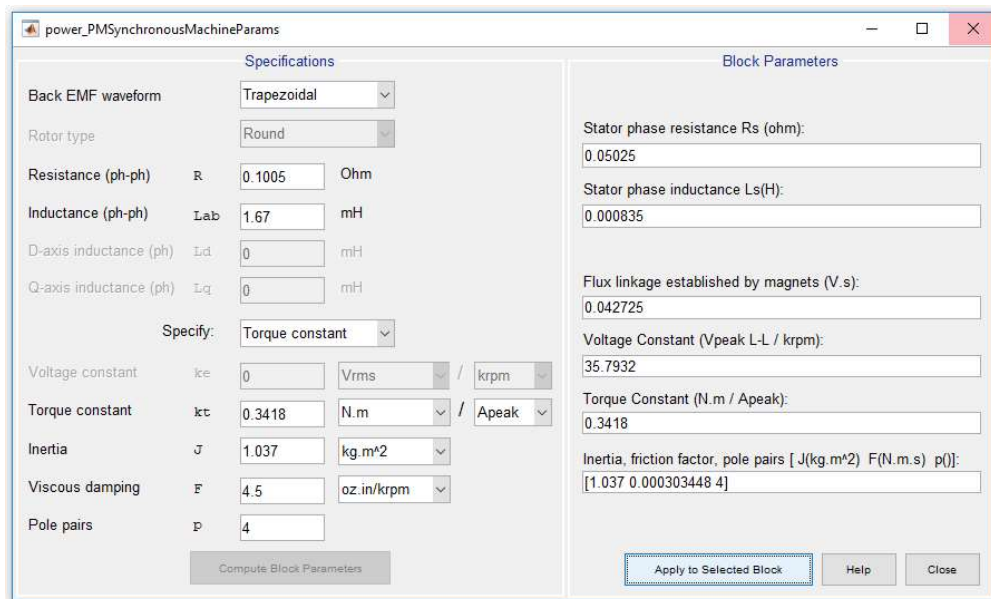 power_PMSynchronousMachineParams
Specifications
Back EMF waveform Trapezoidal
Rotor type Round
Resistance (ph-ph) R 0.1005 Ohm
Inductance (ph-ph) Lab 1.67 mH
D-axis inductance (ph) Ld 0 mH
Q-axis inductance (ph) Lq 0 mH
Specify: Torque constant
Voltage constant ke 0 Vrms / krpm
Torque constant kt 0.3418 N.m / Apeak
Inertia J 1.037 kg.m^2
Viscous damping F 4.5 oz.in/krpm
Pole pairs p 4
Compute Block Parameters
Block Parameters
Stator phase resistance Rs (ohm):
0.05025
Stator phase inductance Ls(H):
0.000835
Flux linkage established by magnets (V.s):
0.042725
Voltage Constant (Vpeak L-L / krpm):
35.7932
Torque Constant (N.m / Apeak):
0.3418
Inertia, friction factor, pole pairs [ J(kg.m^2) F(N.m.s) p()]:
[1.037 0.000303448 4]
Apply to Selected Block Help Close